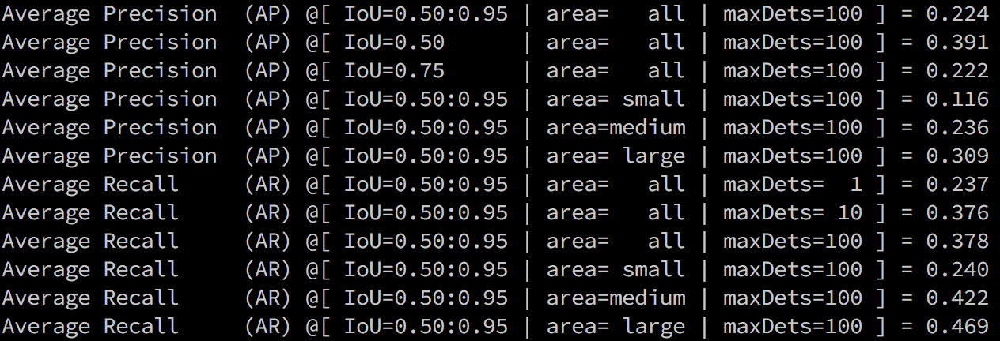 Average Precision  (AP) @[ IoU=0.50:0.95 | area=   all | maxDets=100 ] = 0.224
Average Precision  (AP) @[ IoU=0.50      | area=   all | maxDets=100 ] = 0.391
Average Precision  (AP) @[ IoU=0.75      | area=   all | maxDets=100 ] = 0.222
Average Precision  (AP) @[ IoU=0.50:0.95 | area= small | maxDets=100 ] = 0.116
Average Precision  (AP) @[ IoU=0.50:0.95 | area=medium | maxDets=100 ] = 0.236
Average Precision  (AP) @[ IoU=0.50:0.95 | area= large | maxDets=100 ] = 0.309
Average Recall     (AR) @[ IoU=0.50:0.95 | area=   all | maxDets=  1 ] = 0.237
Average Recall     (AR) @[ IoU=0.50:0.95 | area=   all | maxDets= 10 ] = 0.376
Average Recall     (AR) @[ IoU=0.50:0.95 | area=   all | maxDets=100 ] = 0.378
Average Recall     (AR) @[ IoU=0.50:0.95 | area= small | maxDets=100 ] = 0.240
Average Recall     (AR) @[ IoU=0.50:0.95 | area=medium | maxDets=100 ] = 0.422
Average Recall     (AR) @[ IoU=0.50:0.95 | area= large | maxDets=100 ] = 0.469